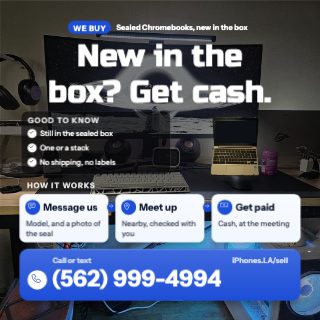 WE BUY Sealed Chromebooks, new in the box
New in the
box? Get cash.
GOOD TO KNOW
Still in the sealed box
One or a stack
No shipping, no labels
HOW IT WORKS
Message us
Model, and a photo of
the seal
Meet up
Nearby, checked with
you
Get paid
Cash, at the meeting
Call or text
iPhones.LA/sell
(562) 999-4994